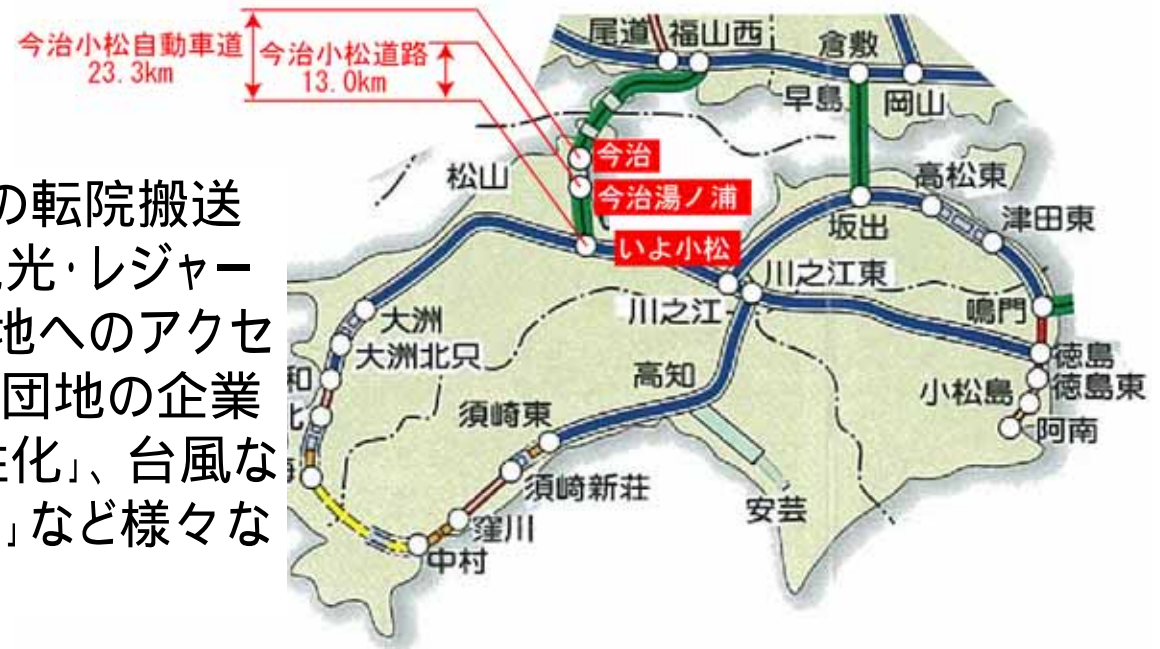 今治小松自動車道
23.3km
今治小松道路
13.0km
の転院搬送
光・レジャー
地へのアクセ
団地の企業
性化」、台風な
」など様々な
尾道
福山西
倉敷
早島
岡山
今治
今治湯ノ浦
いよ小松
松山
高松東
坂出
津田東
川之江東
川之江
鳴門
大洲
大洲北只
和
徳島
徳島東
小松島
阿南
高知
須崎東
須崎新荘
窪川
中村
安芸